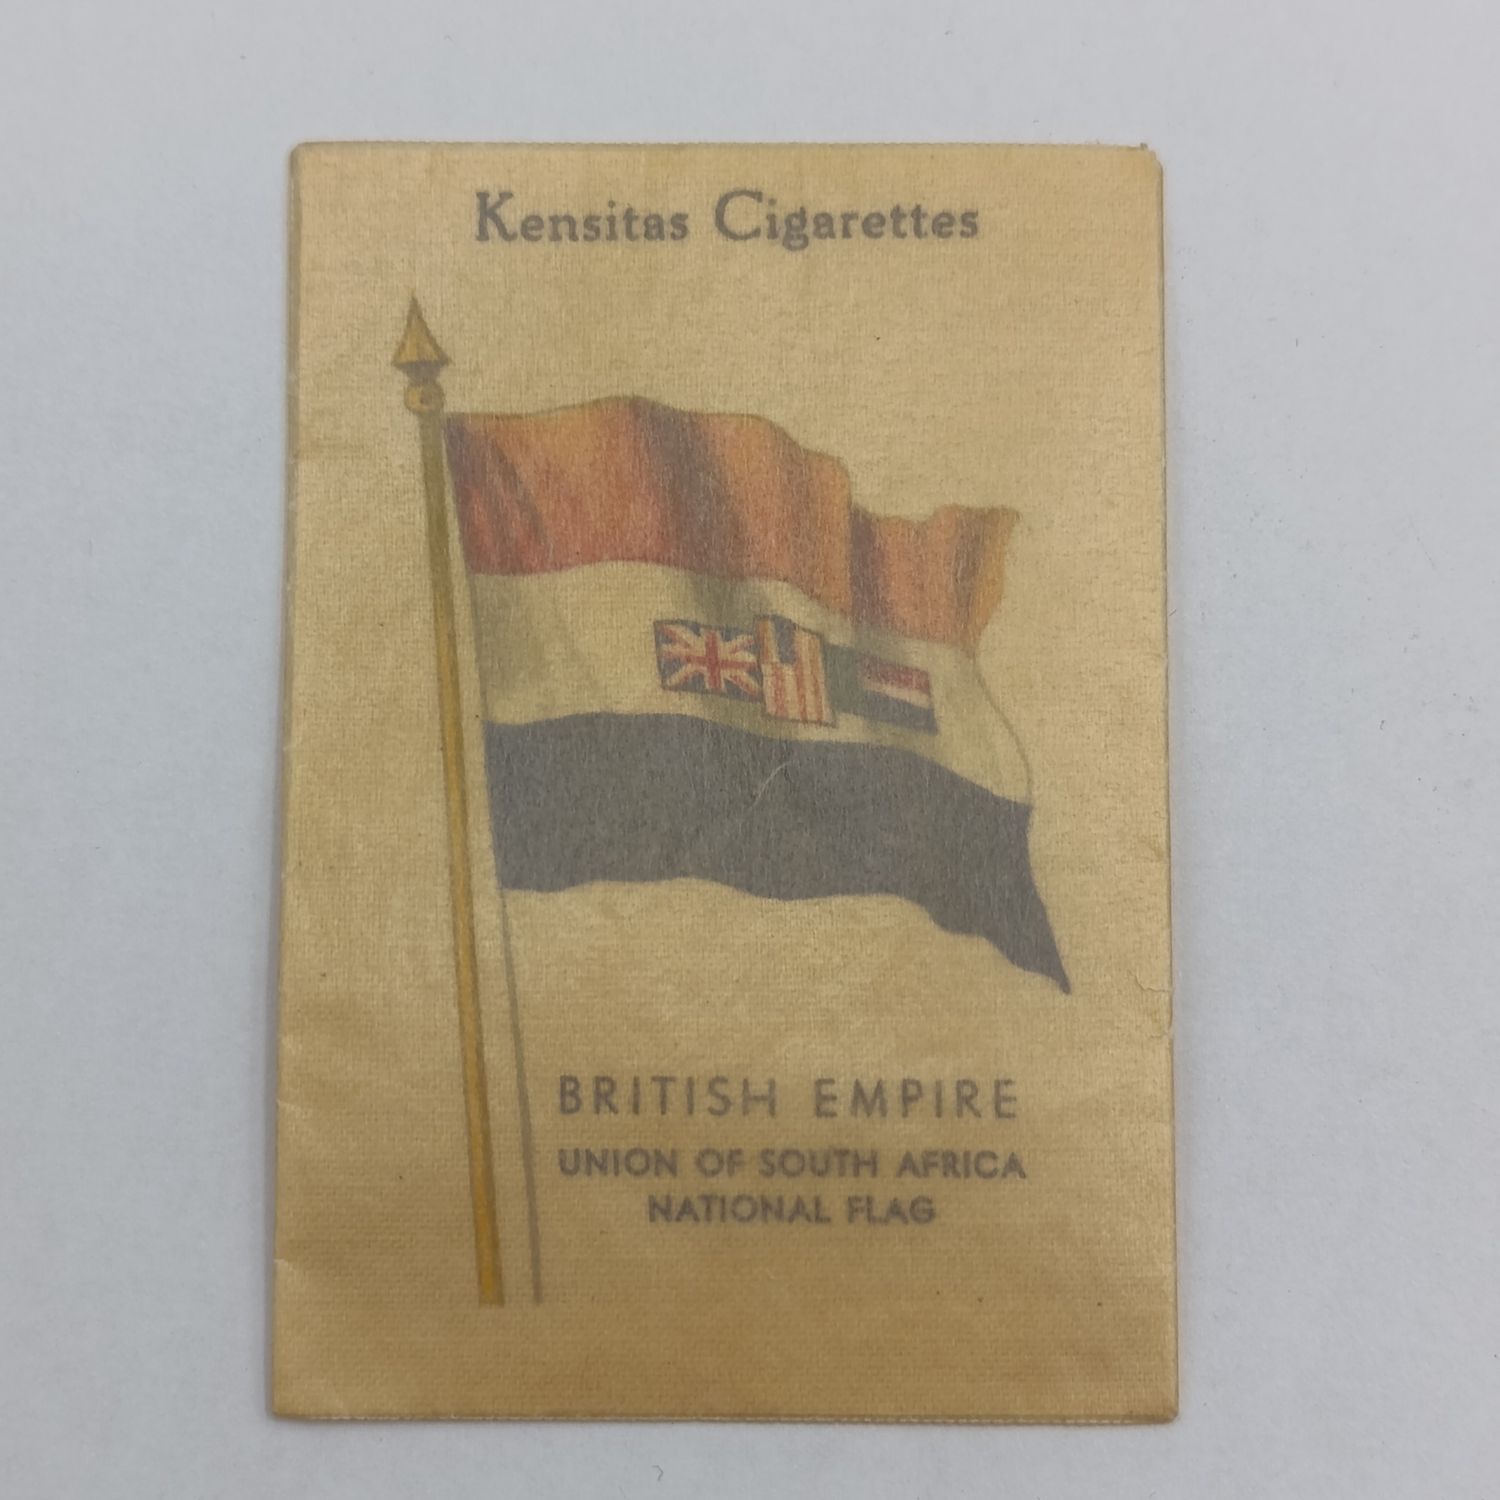 Kensitas Cigarettes
BRITISH EMPIRE
UNION OF SOUTH AFRICA
NATIONAL FLAG